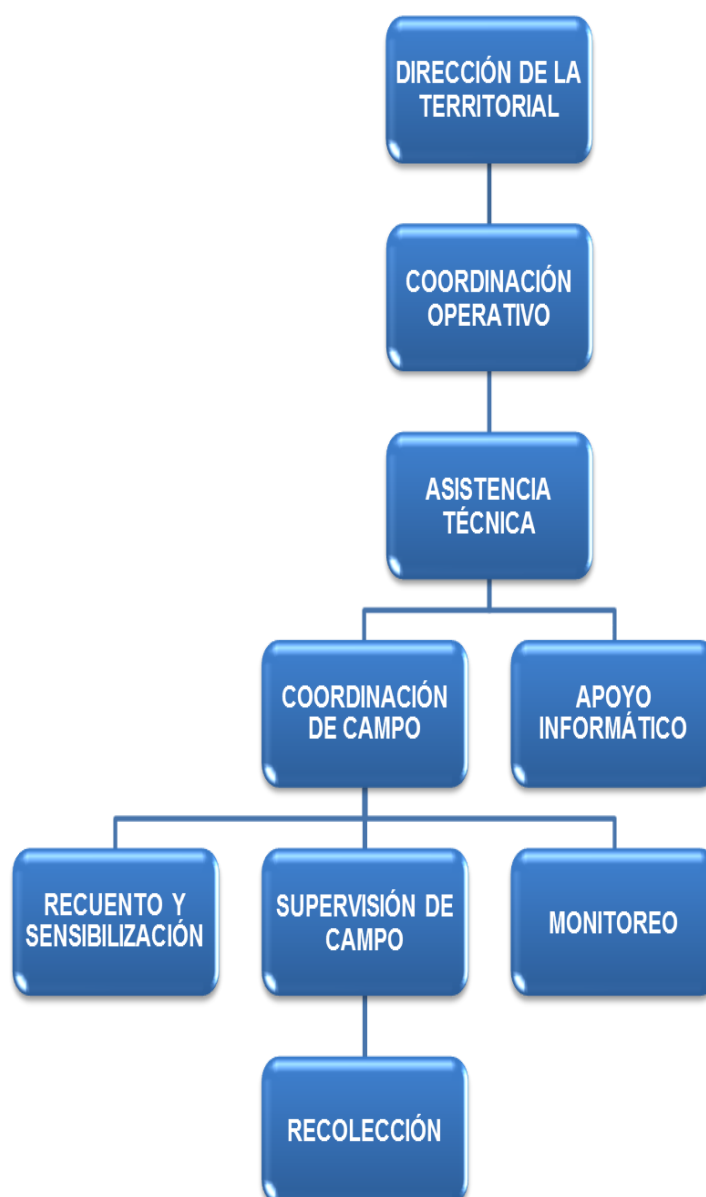 DIRECCIÓN DE LA
TERRITORIAL
COORDINACIÓN
OPERATIVO
ASISTENCIA
TÉCNICA
COORDINACIÓN
DE CAMPO
APOYO
INFORMÁTICO
RECUENTO Y
SENSIBILIZACIÓN
SUPERVISIÓN DE
CAMPO
MONITOREO
RECOLECCIÓN